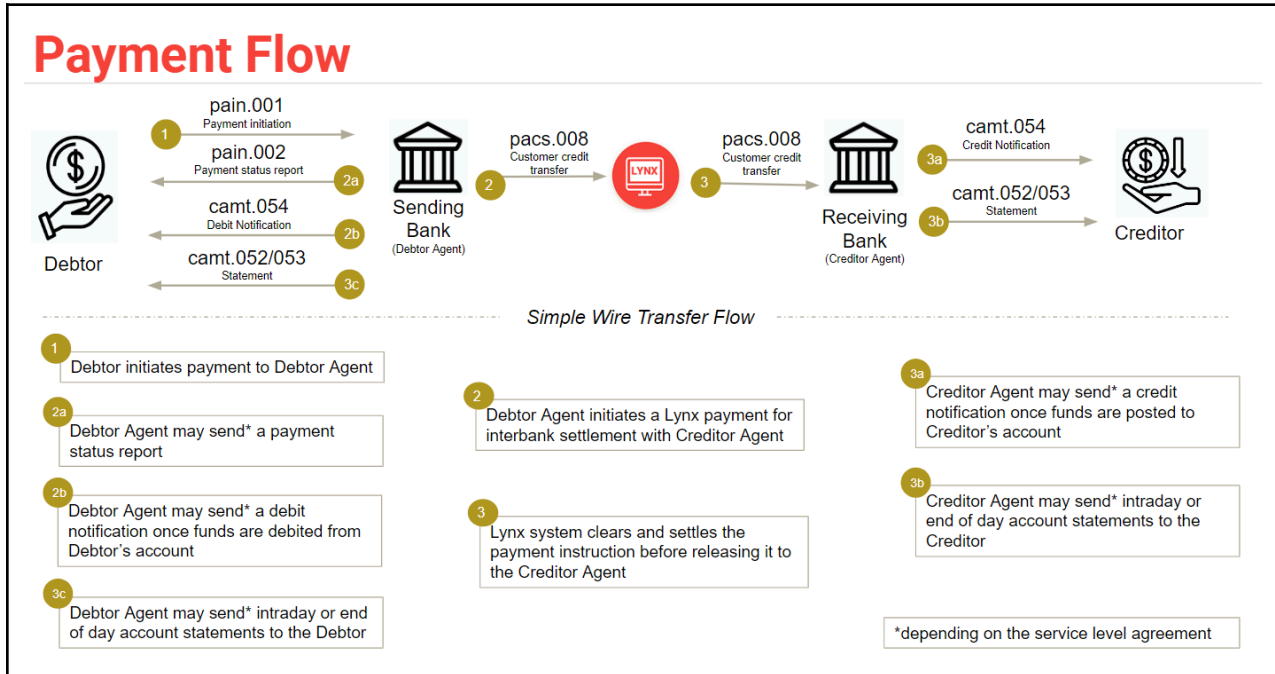 Payment Flow
1
pain.001
Payment initiation
pain.002
Payment status report
2a
camt.054
Debit Notification
2b
camt.052/053
Statement
3c
Debtor
Sending
Bank
(Debtor Agent)
pacs.008
Customer credit
transfer
2
LYNX
pacs.008
Customer credit
transfer
3
Receiving
Bank
(Creditor Agent)
camt.054
Credit Notification
3a
camt.052/053
Statement
3b
Creditor
Simple Wire Transfer Flow
1
Debtor initiates payment to Debtor Agent
2a
Debtor Agent may send* a payment
status report
2b
Debtor Agent may send* a debit
notification once funds are debited from
Debtor’s account
3c
Debtor Agent may send* intraday or end
of day account statements to the Debtor
2
Debtor Agent initiates a Lynx payment for
interbank settlement with Creditor Agent
3
Lynx system clears and settles the
payment instruction before releasing it to
the Creditor Agent
3a
Creditor Agent may send* a credit
notification once funds are posted to
Creditor’s account
3b
Creditor Agent may send* intraday or
end of day account statements to the
Creditor
*depending on the service level agreement